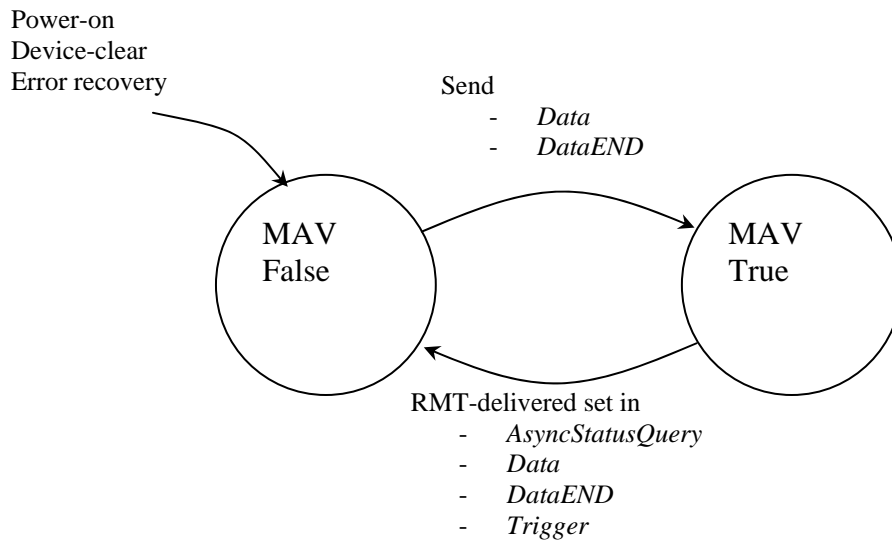 Power-on
Device-clear
Error recovery
Send
- Data
- DataEND
MAV
False
MAV
True
RMT-delivered set in
- AsyncStatusQuery
- Data
- DataEND
- Trigger